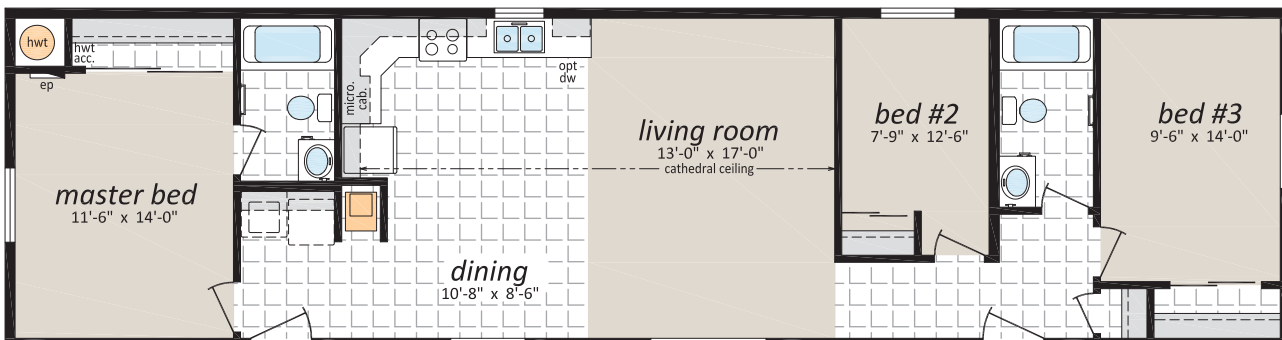 hwt
hwt
acc.
ep
master bed
11'-6" x 14'-0"
micro.
cab.
opt
dw
dining
10'-8" x 8'-6"
living room
13'-0" x 17'-0"
cathedral ceiling
bed #2
7'-9" x 12'-6"
bed #3
9'-6" x 14'-0"